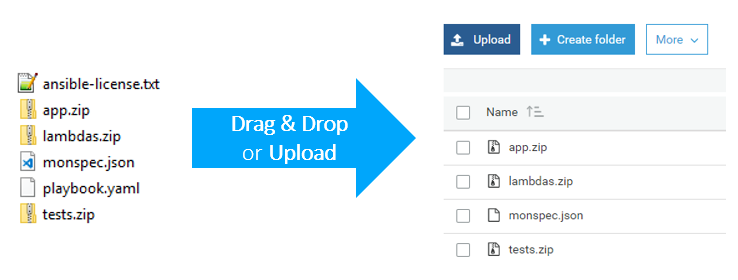 ansible-license.txt
app.zip
lambdas.zip
monspec.json
playbook.yaml
tests.zip
Drag & Drop
or Upload
Upload
Create folder
More
Name
app.zip
lambdas.zip
monspec.json
tests.zip